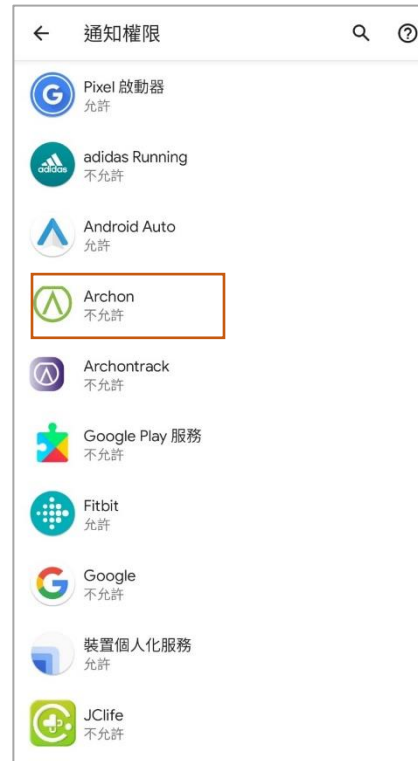 通知權限
Pixel 啟動器
允許
adidas
adidas Running
不允許
Android Auto
允許
Archon
不允許
Archontrack
不允許
Google Play 服務
不允許
Fitbit
允許
Google
不允許
裝置個人化服務
允許
JClife
不允許